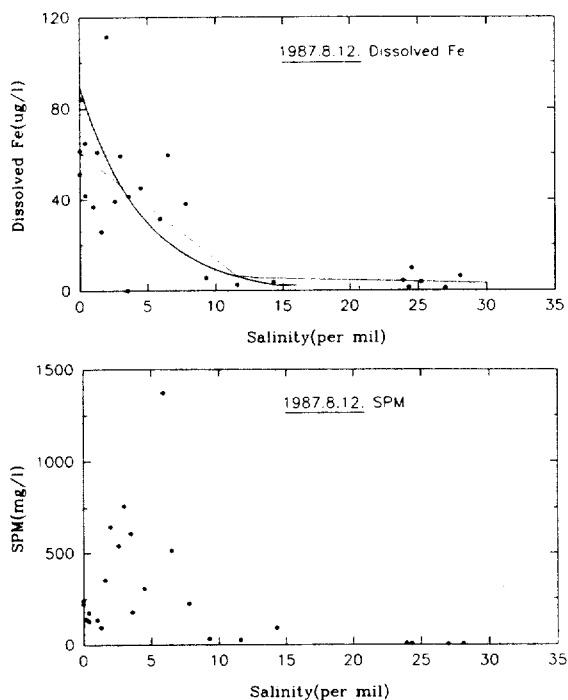 120
80
40
0
Dissolved Fe(ug/l)
1987.8.12. Dissolved Fe
0 5 10 15 20 25 30 35
Salinity(per mil)
1500
1000
500
0
SPM(mg/l)
1987.8.12. SPM
0 5 10 15 20 25 30 35
Salinity(per mil)